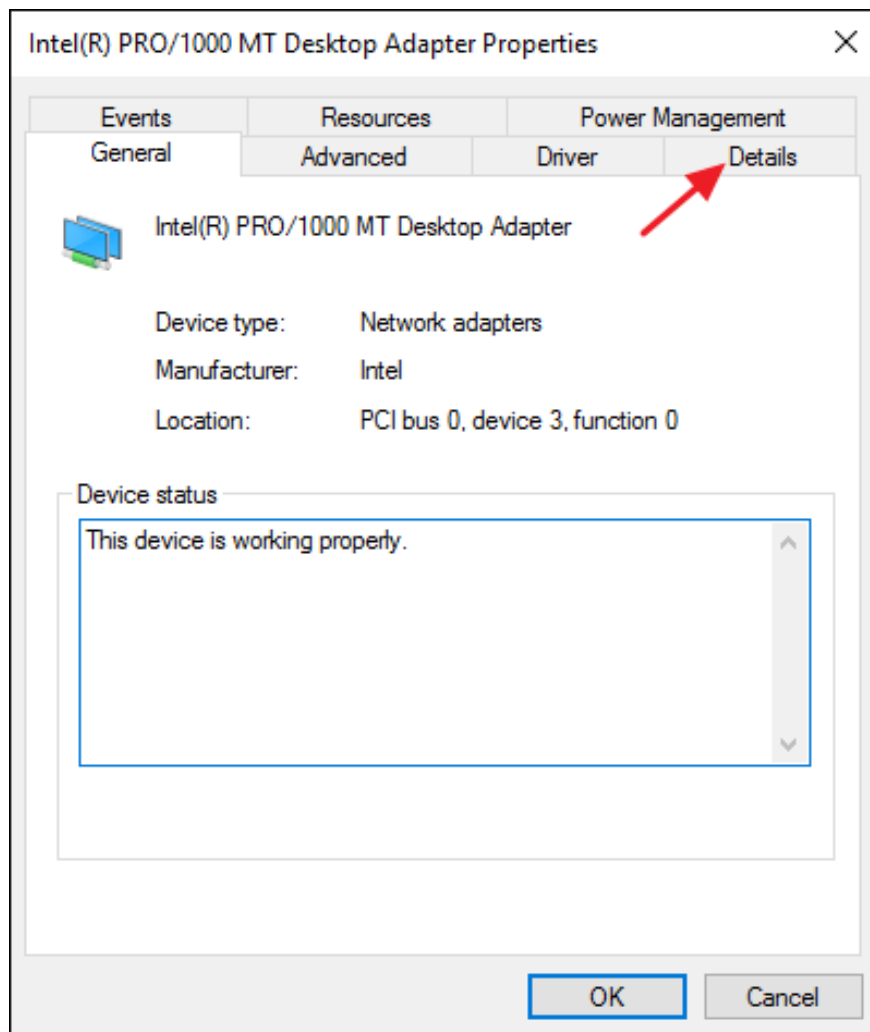 Intel(R) PRO/1000 MT Desktop Adapter Properties
Events Resources Power Management
General Advanced Driver Details
Intel(R) PRO/1000 MT Desktop Adapter
Device type: Network adapters
Manufacturer: Intel
Location: PCI bus 0, device 3, function 0
Device status
This device is working properly.
OK Cancel